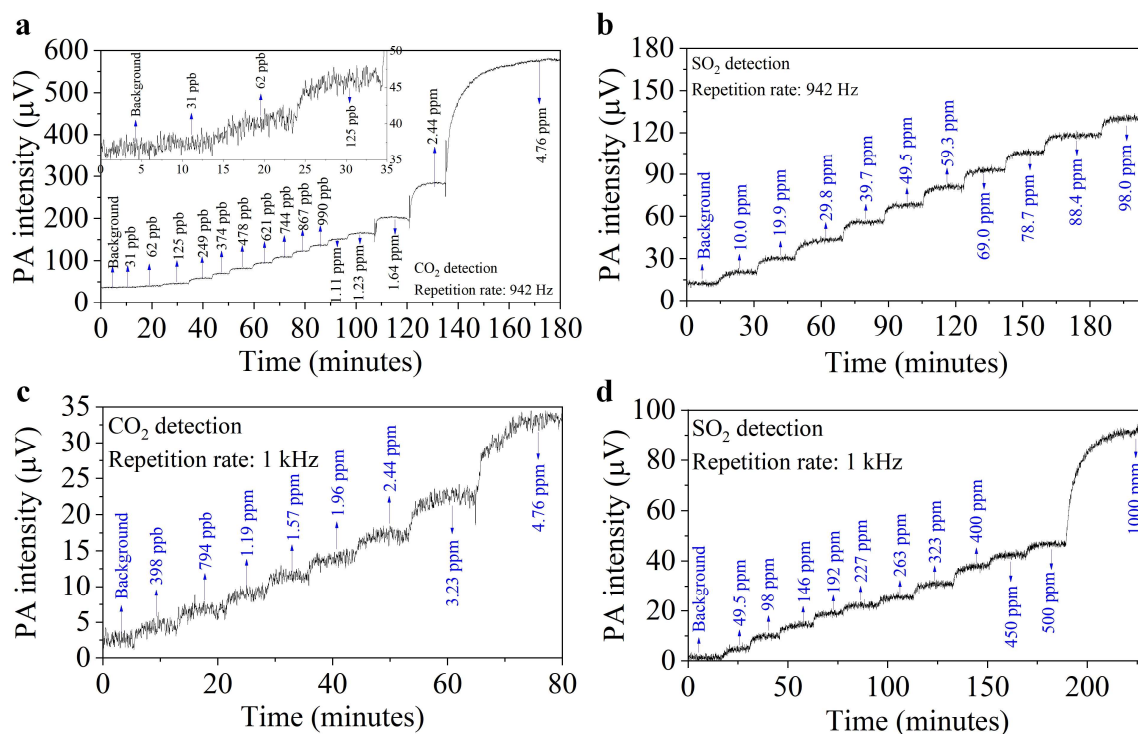 a
PA intensity (µV)
600
500
400
300
200
100
0
0 20 40 60 80 100 120 140 160 180
Time (minutes)
Background
31 ppb
62 ppb
125 ppb
249 ppb
374 ppb
478 ppb
621 ppb
744 ppb
867 ppb
990 ppb
1.11 ppm
1.23 ppm
1.64 ppm
2.44 ppm
4.76 ppm
CO2 detection
Repetition rate: 942 Hz
Background
31 ppb
62 ppb
125 ppb
50
45
40
35
0 5 10 15 20 25 30 35
b
PA intensity (µV)
180
150
120
90
60
30
0
0 30 60 90 120 150 180
Time (minutes)
SO2 detection
Repetition rate: 942 Hz
Background
10.0 ppm
19.9 ppm
29.8 ppm
39.7 ppm
49.5 ppm
59.3 ppm
69.0 ppm
78.7 ppm
88.4 ppm
98.0 ppm
c
PA intensity (µV)
35
30
25
20
15
10
5
0
0 20 40 60 80
Time (minutes)
CO2 detection
Repetition rate: 1 kHz
Background
398 ppb
794 ppb
1.19 ppm
1.57 ppm
1.96 ppm
2.44 ppm
3.23 ppm
4.76 ppm
d
PA intensity (µV)
100
80
60
40
20
0
0 50 100 150 200
Time (minutes)
SO2 detection
Repetition rate: 1 kHz
Background
49.5 ppm
98 ppm
146 ppm
192 ppm
227 ppm
263 ppm
323 ppm
400 ppm
450 ppm
500 ppm
1000 ppm